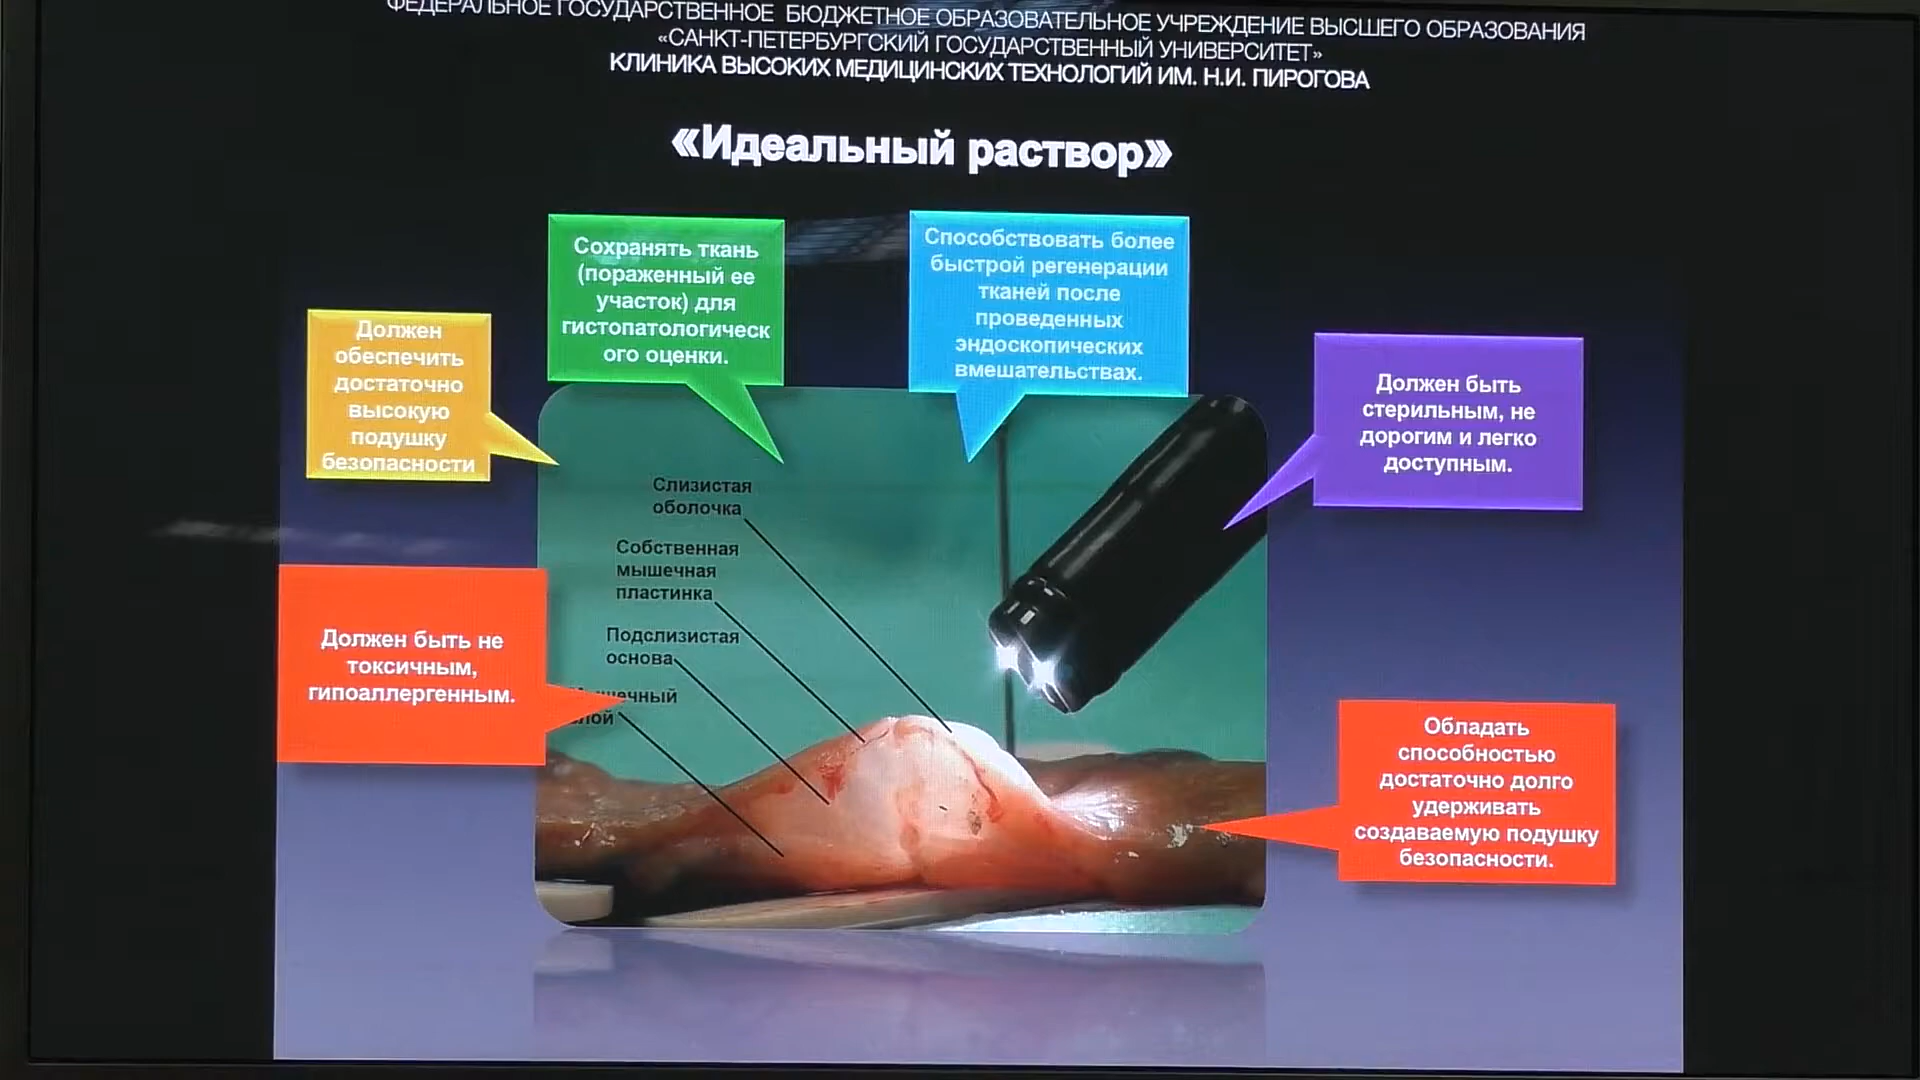 ФЕДЕРАЛЬНОЕ ГОСУДАРСТВЕННОЕ БЮДЖЕТНОЕ ОБРАЗОВАТЕЛЬНОЕ УЧРЕЖДЕНИЕ ВЫСШЕГО ОБРАЗОВАНИЯ
«САНКТ-ПЕТЕРБУРГСКИЙ ГОСУДАРСТВЕННЫЙ УНИВЕРСИТЕТ»
КЛИНИКА ВЫСОКИХ МЕДИЦИНСКИХ ТЕХНОЛОГИЙ ИМ. Н.И. ПИРОГОВА
«Идеальный раствор»
Должен
обеспечить
достаточно
высокую
подушку
безопасности
Сохранять ткань
(пораженный ее
участок) для
гистопатологическ
ого оценки.
Способствовать более
быстрой регенерации
тканей после
проведенных
эндоскопических
вмешательствах.
Должен быть
стерильным, не
дорогим и легко
доступным.
Слизистая
оболочка
Собственная
мышечная
пластинка
Подслизистая
основа
Должен быть не
токсичным,
гипоаллергенным.
Обладать
способностью
достаточно долго
удерживать
создаваемую подушку
безопасности.